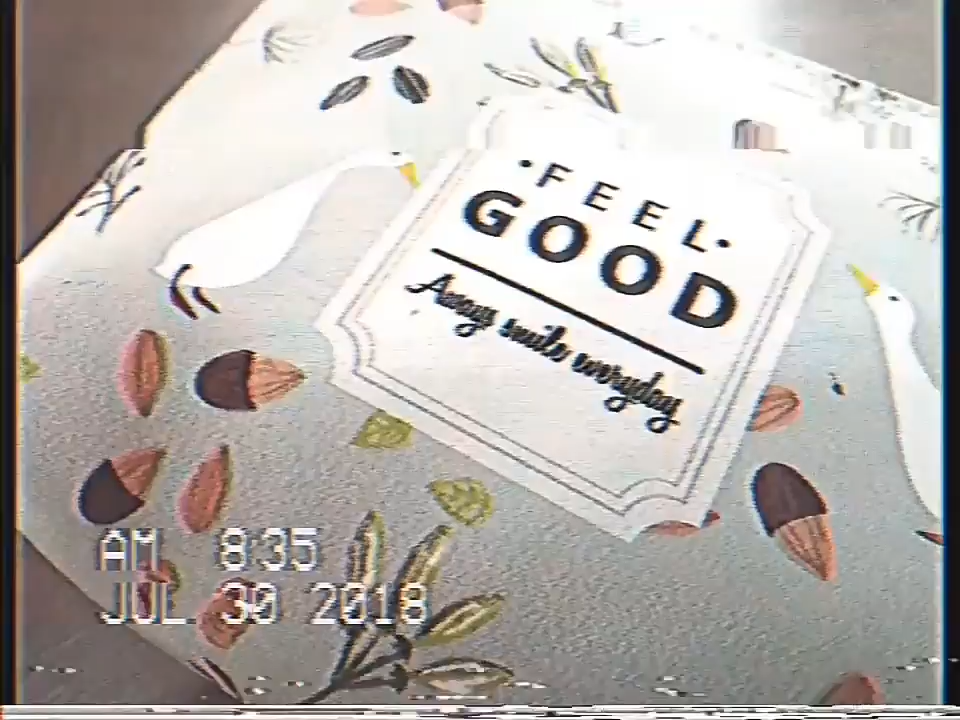 • FEEL •
GOOD
Aways smile everyday
AM 8:35
JUL. 30 2018